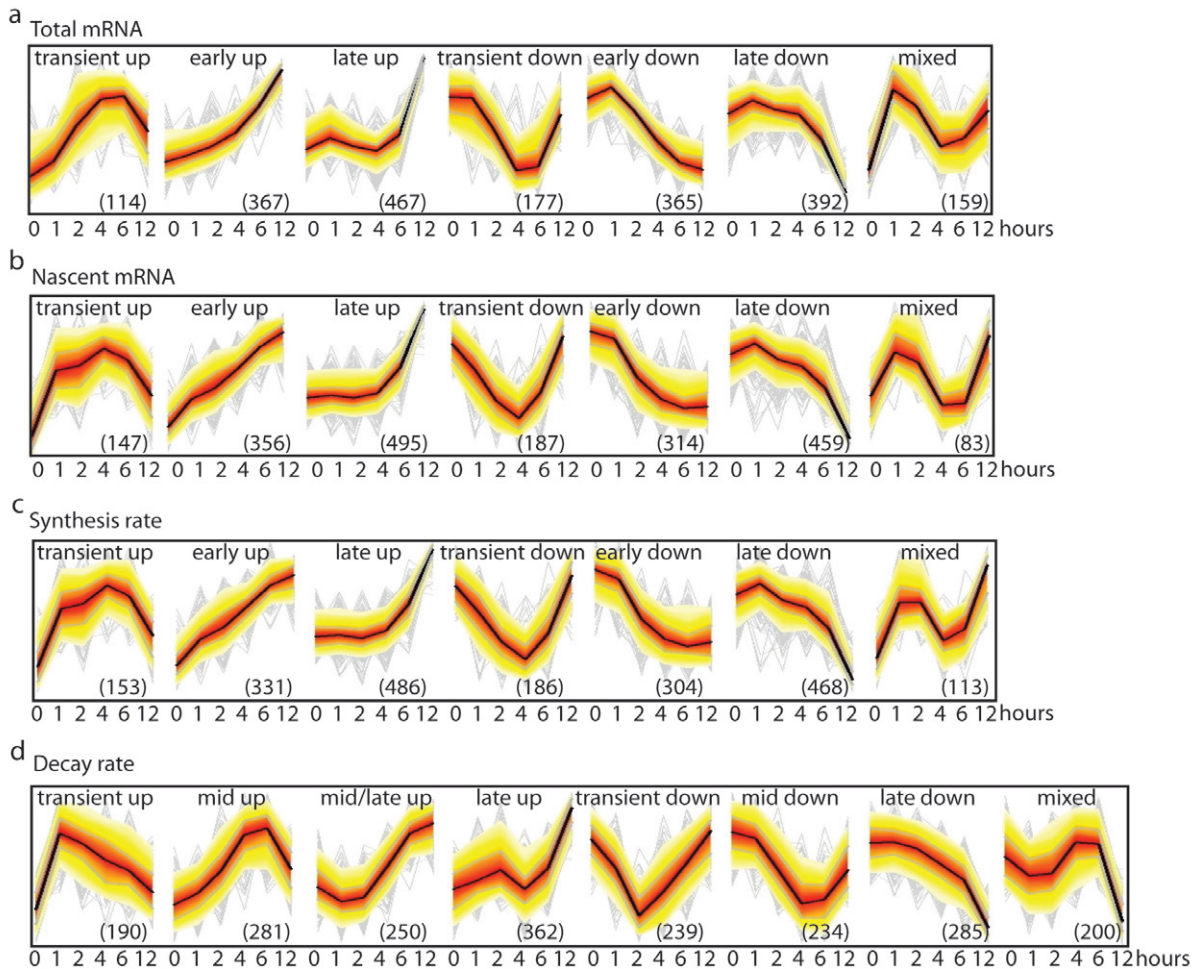 a
Total mRNA
transient up early up late up transient down early down late down mixed
(114) (367) (467) (177) (365) (392) (159)
0 1 2 4 6 12 0 1 2 4 6 12 0 1 2 4 6 12 0 1 2 4 6 12 0 1 2 4 6 12 0 1 2 4 6 12 0 1 2 4 6 12 hours
b
Nascent mRNA
transient up early up late up transient down early down late down mixed
(147) (356) (495) (187) (314) (459) (83)
0 1 2 4 6 12 0 1 2 4 6 12 0 1 2 4 6 12 0 1 2 4 6 12 0 1 2 4 6 12 0 1 2 4 6 12 0 1 2 4 6 12 hours
c
Synthesis rate
transient up early up late up transient down early down late down mixed
(153) (331) (486) (186) (304) (468) (113)
0 1 2 4 6 12 0 1 2 4 6 12 0 1 2 4 6 12 0 1 2 4 6 12 0 1 2 4 6 12 0 1 2 4 6 12 0 1 2 4 6 12 hours
d
Decay rate
transient up mid up mid/late up late up transient down mid down late down mixed
(190) (281) (250) (362) (239) (234) (285) (200)
0 1 2 4 6 12 0 1 2 4 6 12 0 1 2 4 6 12 0 1 2 4 6 12 0 1 2 4 6 12 0 1 2 4 6 12 0 1 2 4 6 12 0 1 2 4 6 12 hours